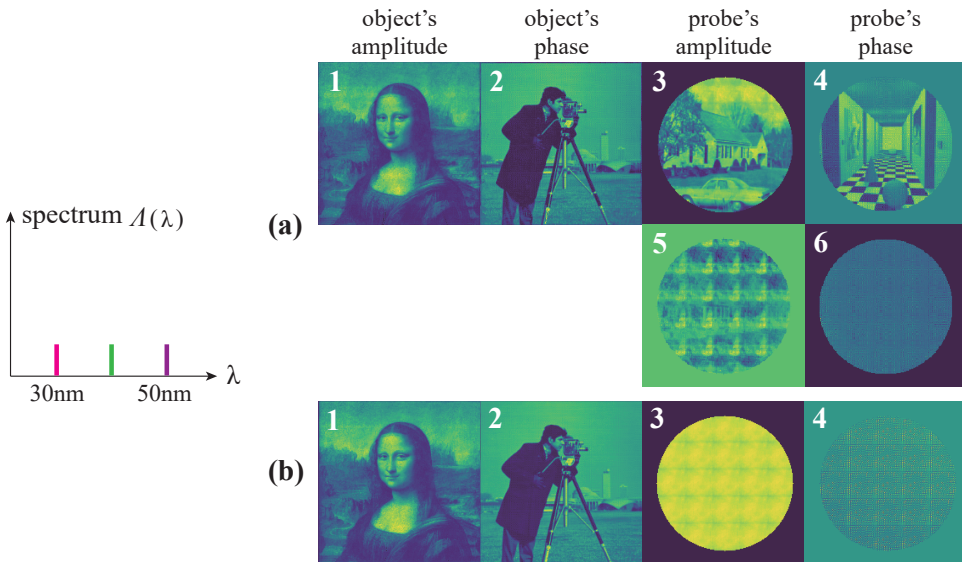 object's amplitude
object's phase
probe's amplitude
probe's phase
1
2
3
4
spectrum Λ(λ)
(a)
5
6
λ
30nm
50nm
1
2
3
4
(b)